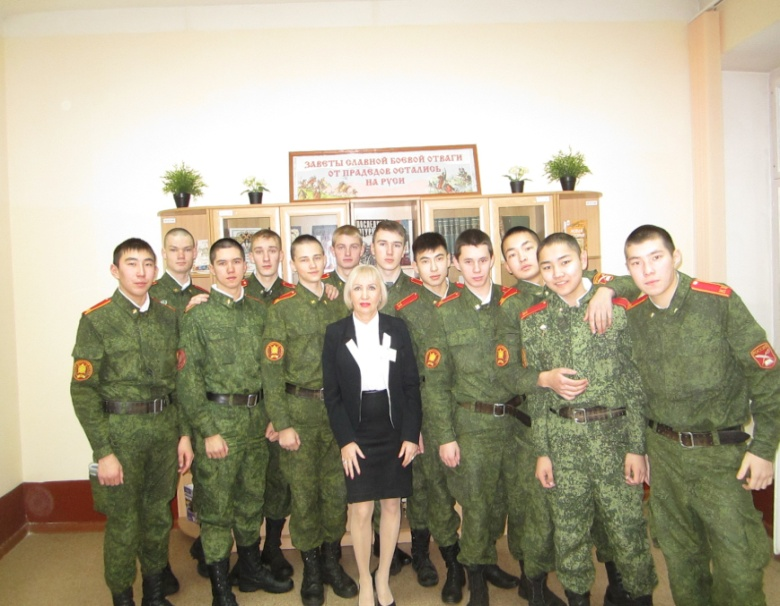 ЗАВЕТЫ СЛАВНОЙ БОЕВОЙ ОТВАГИ
ОТ ПРАДЕДОВ ОСТАЛИСЬ
НА РУСИ